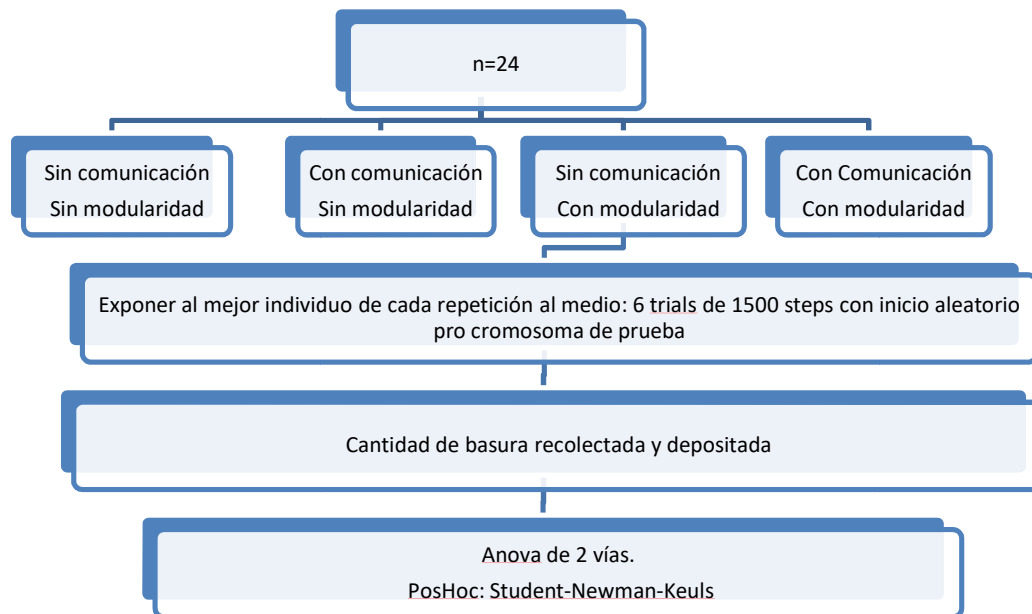 n=24
Sin comunicación
Sin modularidad
Con comunicación
Sin modularidad
Sin comunicación
Con modularidad
Con Comunicación
Con modularidad
Exponer al mejor individuo de cada repetición al medio: 6 trials de 1500 steps con inicio aleatorio
pro cromosoma de prueba
Cantidad de basura recolectada y depositada
Anova de 2 vías.
PosHoc: Student-Newman-Keuls